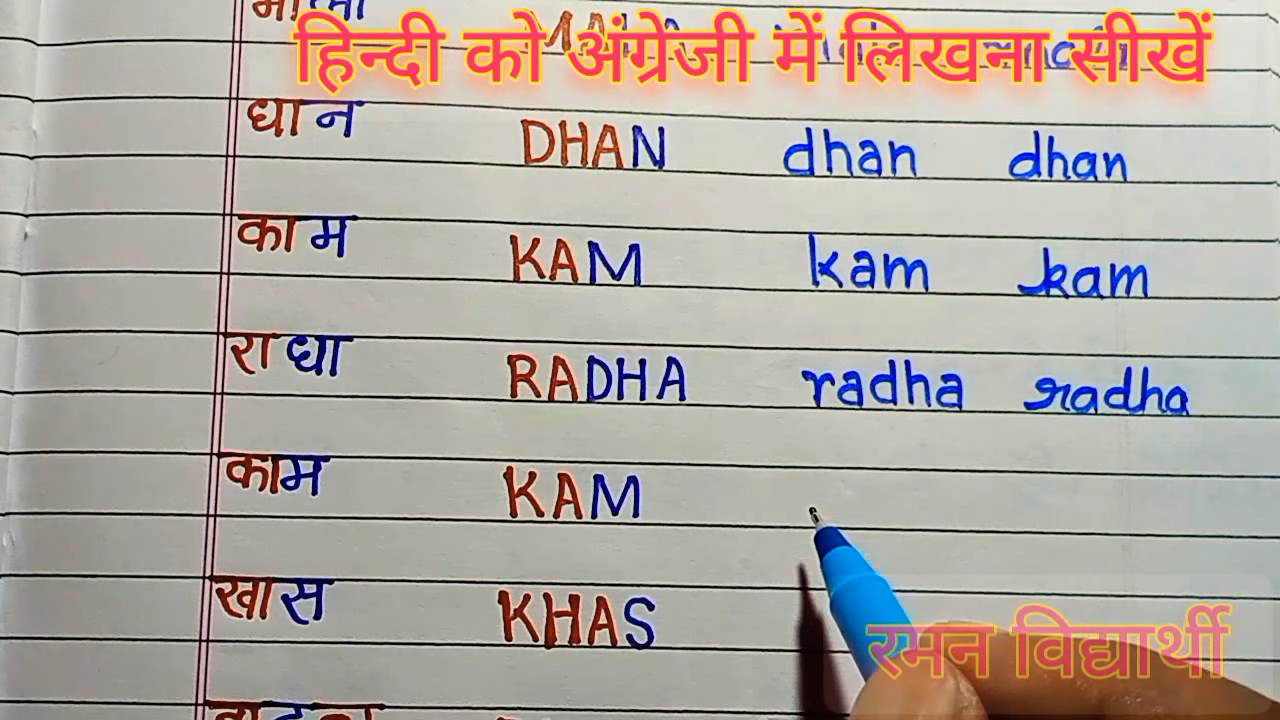 हिन्दी को अंग्रेजी में लिखना सीखें
धान DHAN dhan dhan
काम KAM kam kam
राधा RADHA radha radha
काम KAM
खास KHAS
रमन विद्यार्थी